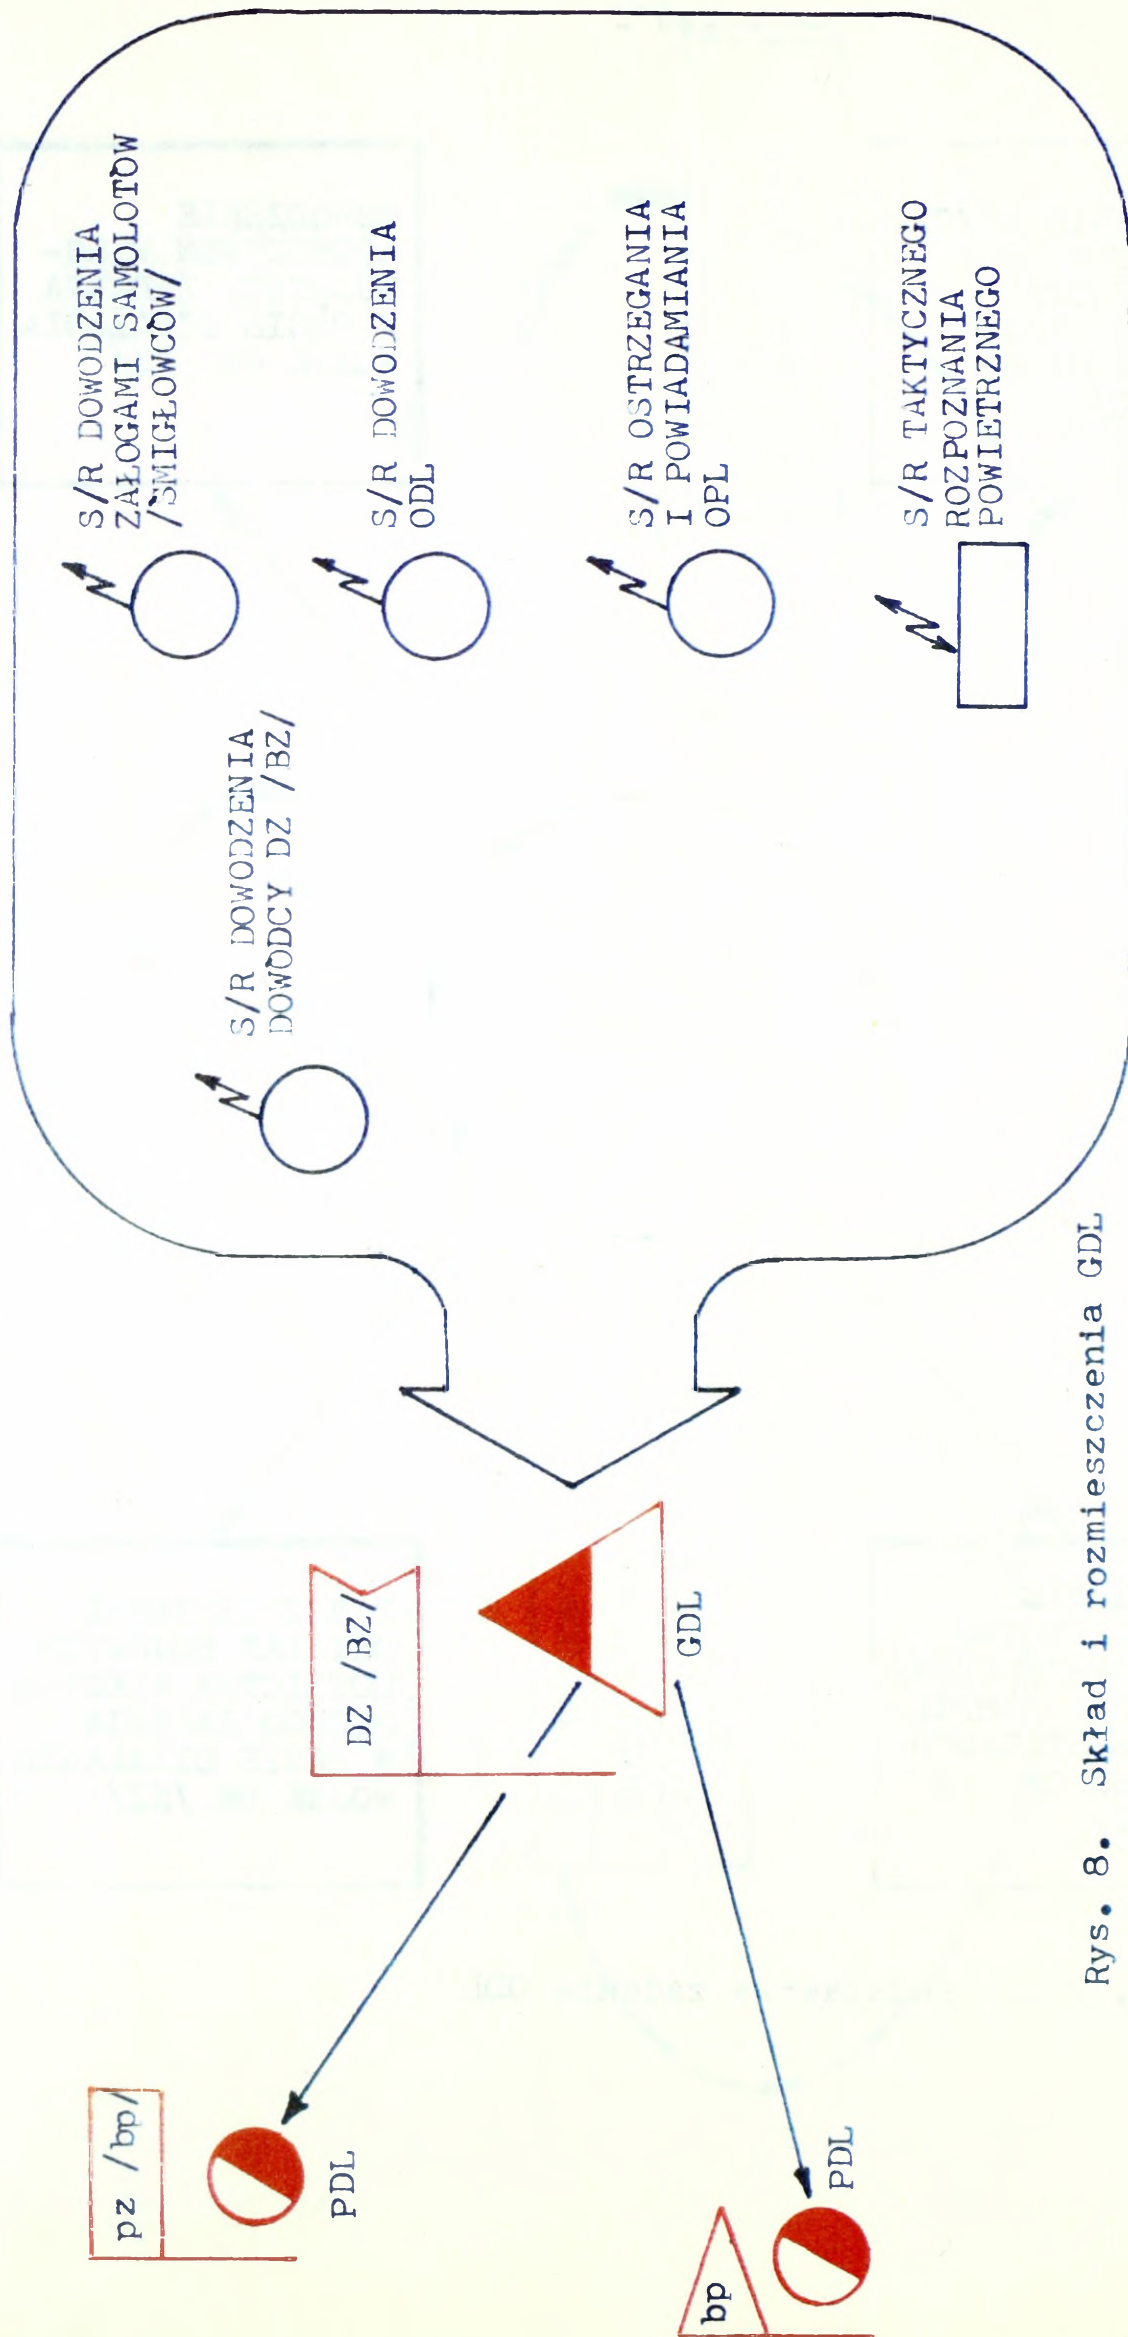 S/R DOWODZENIA
ZAŁOGAMI SAMOLOTÓW
/ŚMIGŁOWCÓW/
S/R DOWODZENIA
DOWÓDCY DZ /BZ/
S/R DOWODZENIA
ODL
S/R OSTRZEGANIA
I POWIADAMIANIA
OPL
S/R TAKTYCZNEGO
ROZPOZNANIA
POWIETRZNEGO
pz /bp/
PDL
DZ /BZ/
GDL
bp
PDL
Rys. 8. Skład i rozmieszczenia GDL